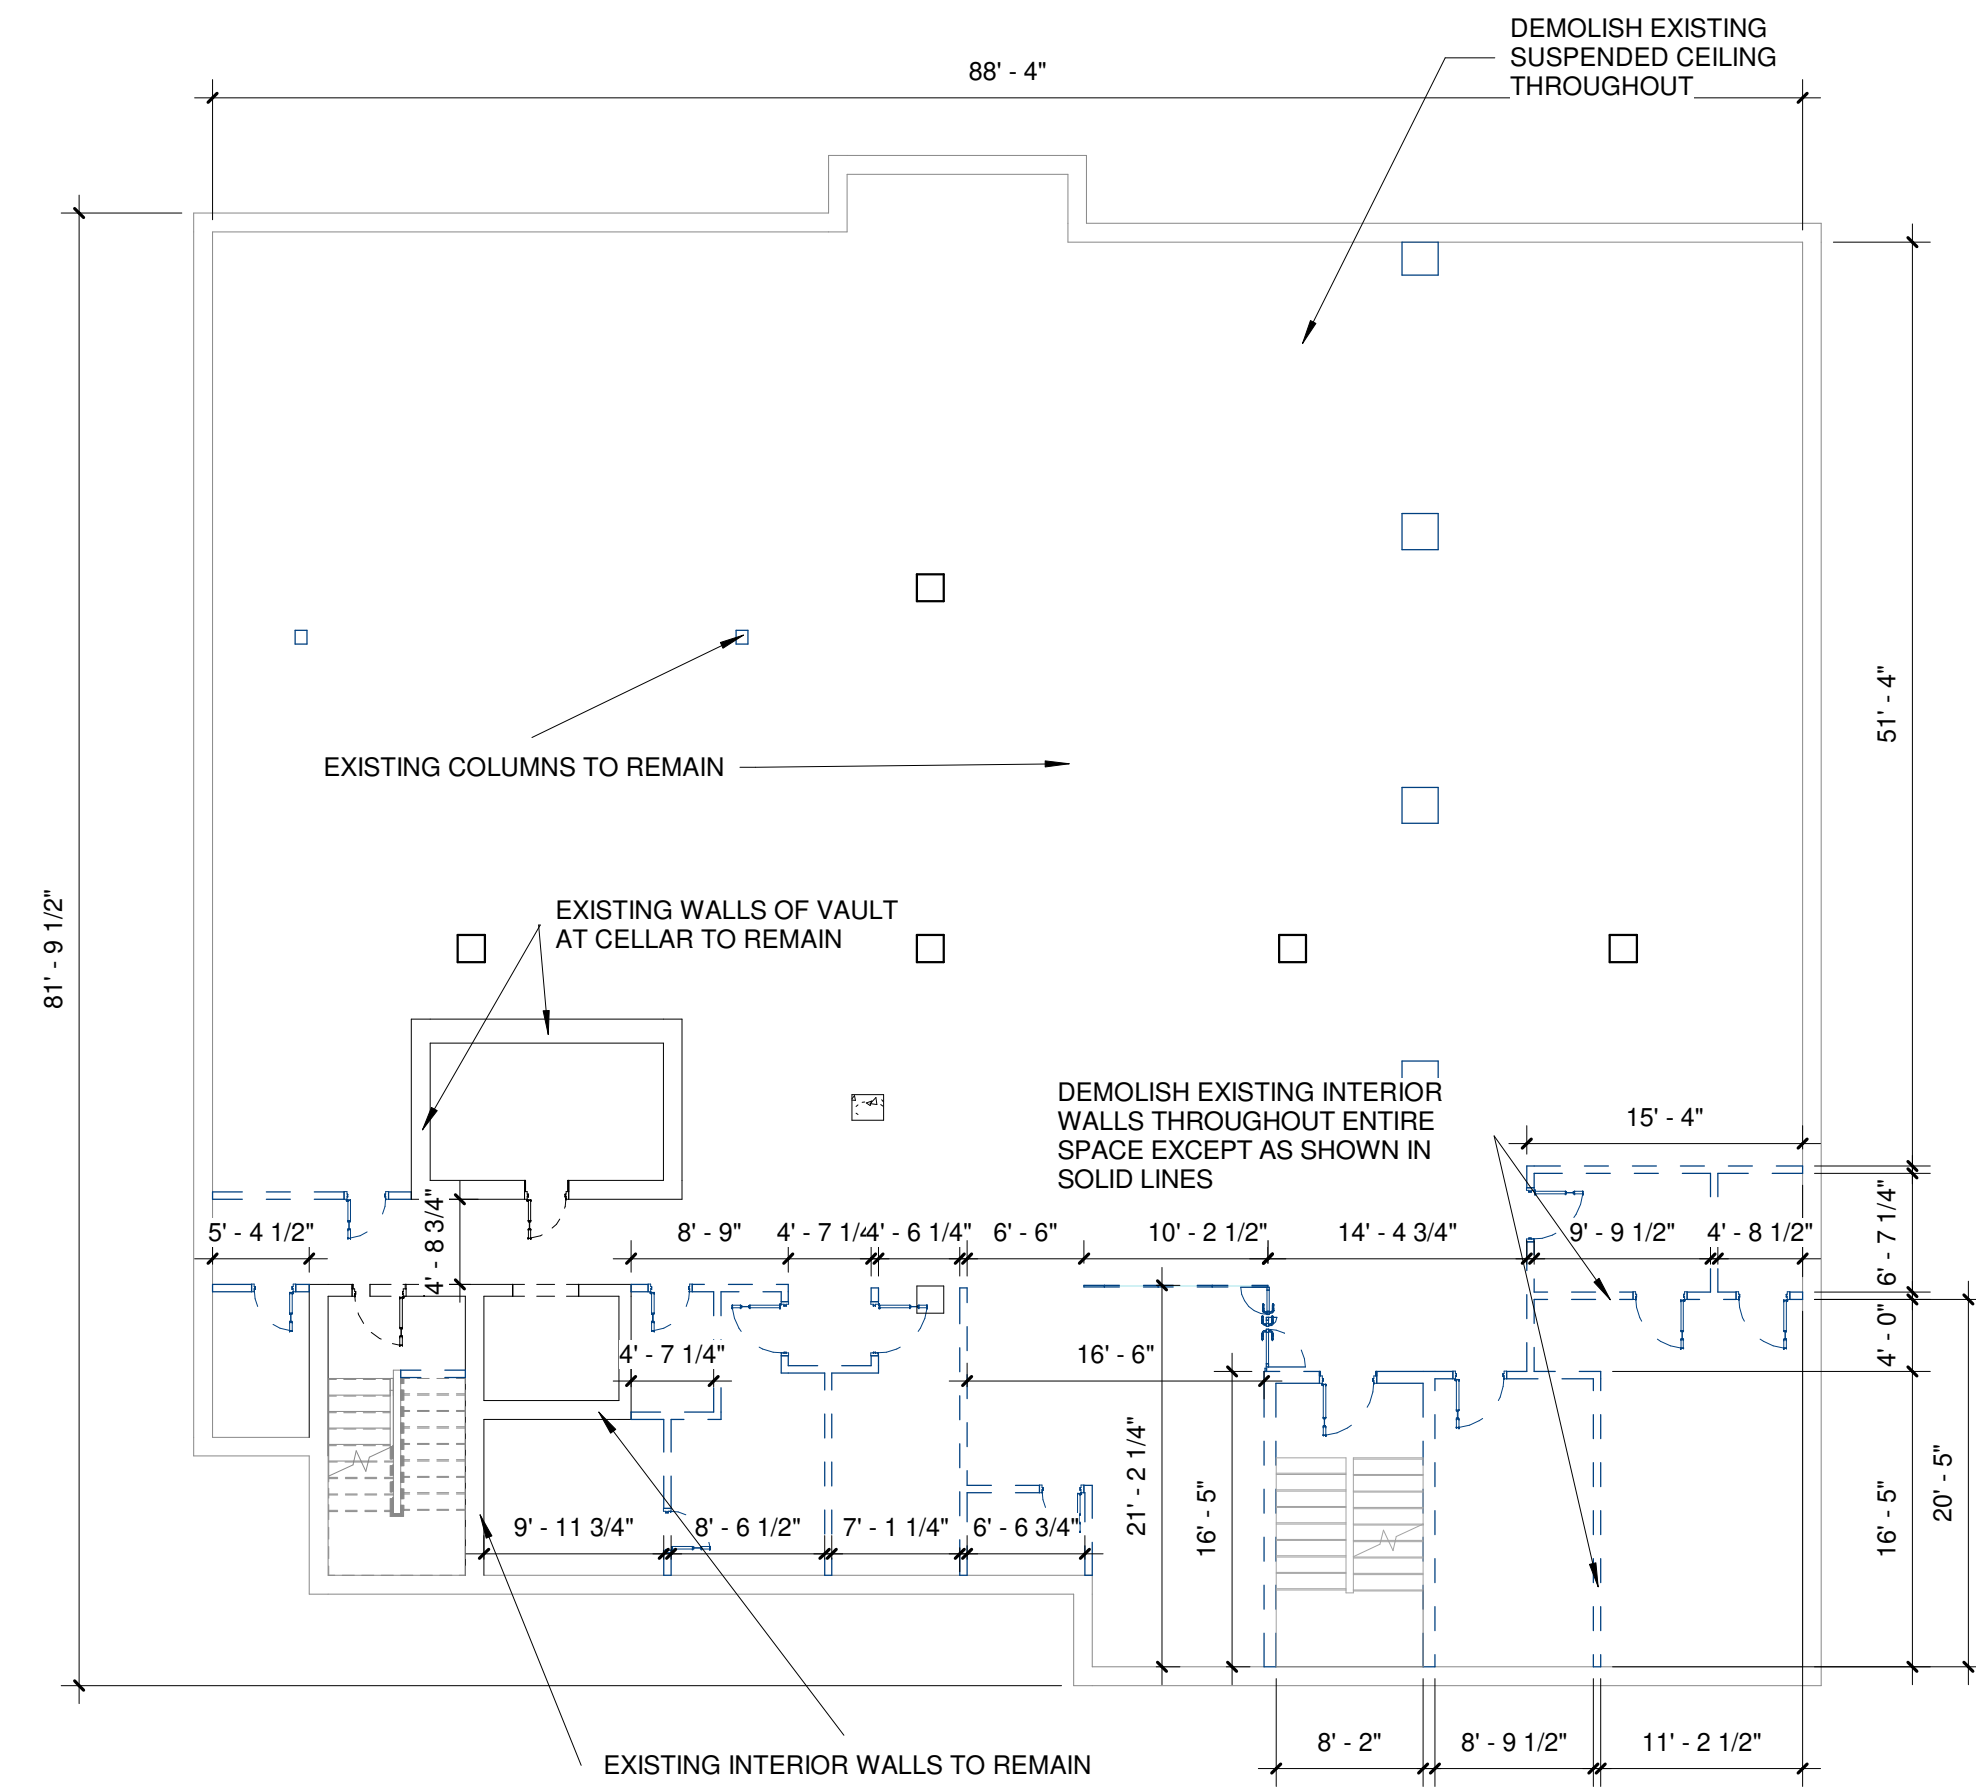 DEMOLISH EXISTING
SUSPENDED CEILING
THROUGHOUT
88' - 4"
51' - 4"
EXISTING COLUMNS TO REMAIN
81' - 9 1/2"
EXISTING WALLS OF VAULT
AT CELLAR TO REMAIN
DEMOLISH EXISTING INTERIOR
WALLS THROUGHOUT ENTIRE
SPACE EXCEPT AS SHOWN IN
SOLID LINES
15' - 4"
5' - 4 1/2"
4' - 8 3/4"
8' - 9"
4' - 7 1/4
4' - 6 1/4"
6' - 6"
10' - 2 1/2"
14' - 4 3/4"
9' - 9 1/2"
4' - 8 1/2"
6' - 7 1/4"
4' - 0"
4' - 7 1/4"
16' - 6"
21' - 2 1/4"
16' - 5"
16' - 5"
20' - 5"
9' - 11 3/4"
8' - 6 1/2"
7' - 1 1/4"
6' - 6 3/4"
8' - 2"
8' - 9 1/2"
11' - 2 1/2"
EXISTING INTERIOR WALLS TO REMAIN